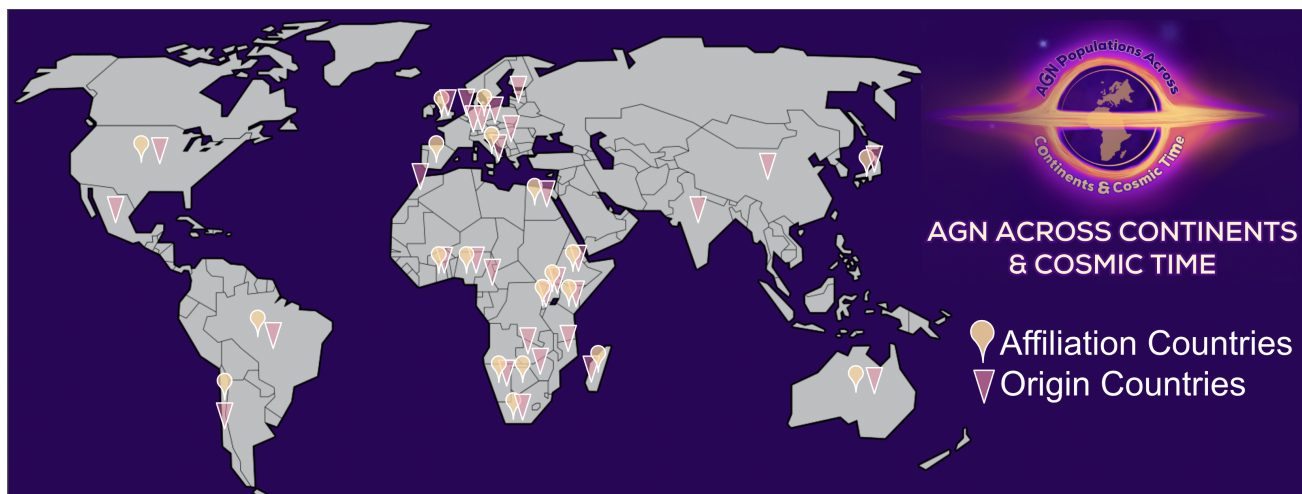 AGN Populations Across
Continents & Cosmic Time
AGN ACROSS CONTINENTS
& COSMIC TIME
Affiliation Countries
Origin Countries